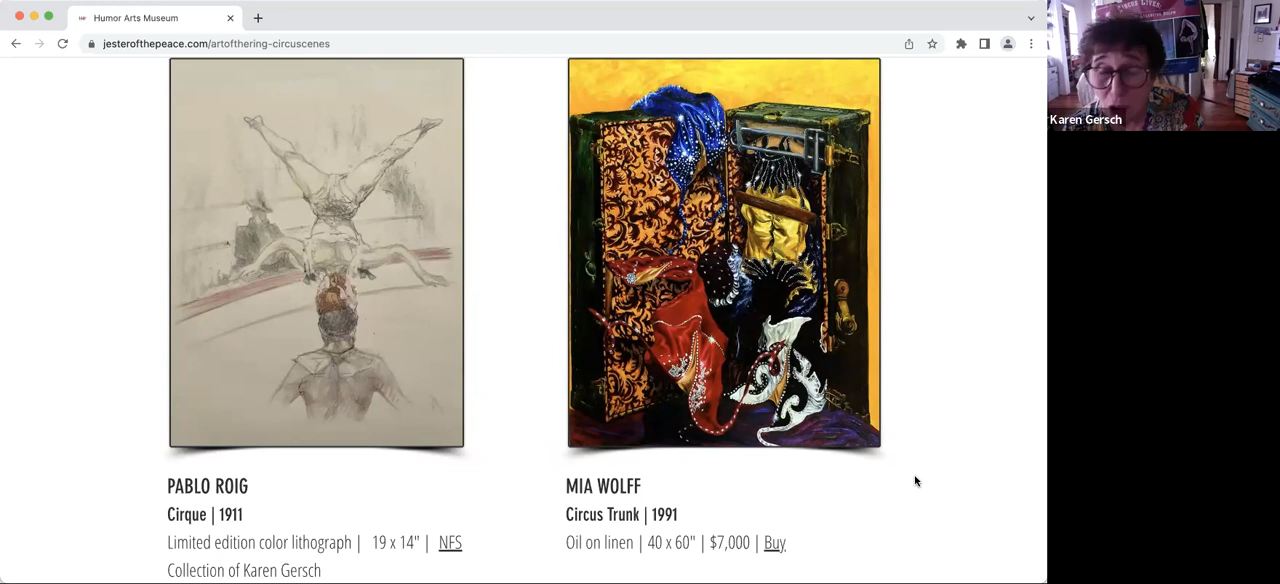 Humor Arts Museum
jesterofthepeace.com/artofthering-circuscenes
Karen Gersch
PABLO ROIG
Cirque | 1911
Limited edition color lithograph | 19 x 14" | NFS
Collection of Karen Gersch
MIA WOLFF
Circus Trunk | 1991
Oil on linen | 40 x 60" | $7,000 | Buy